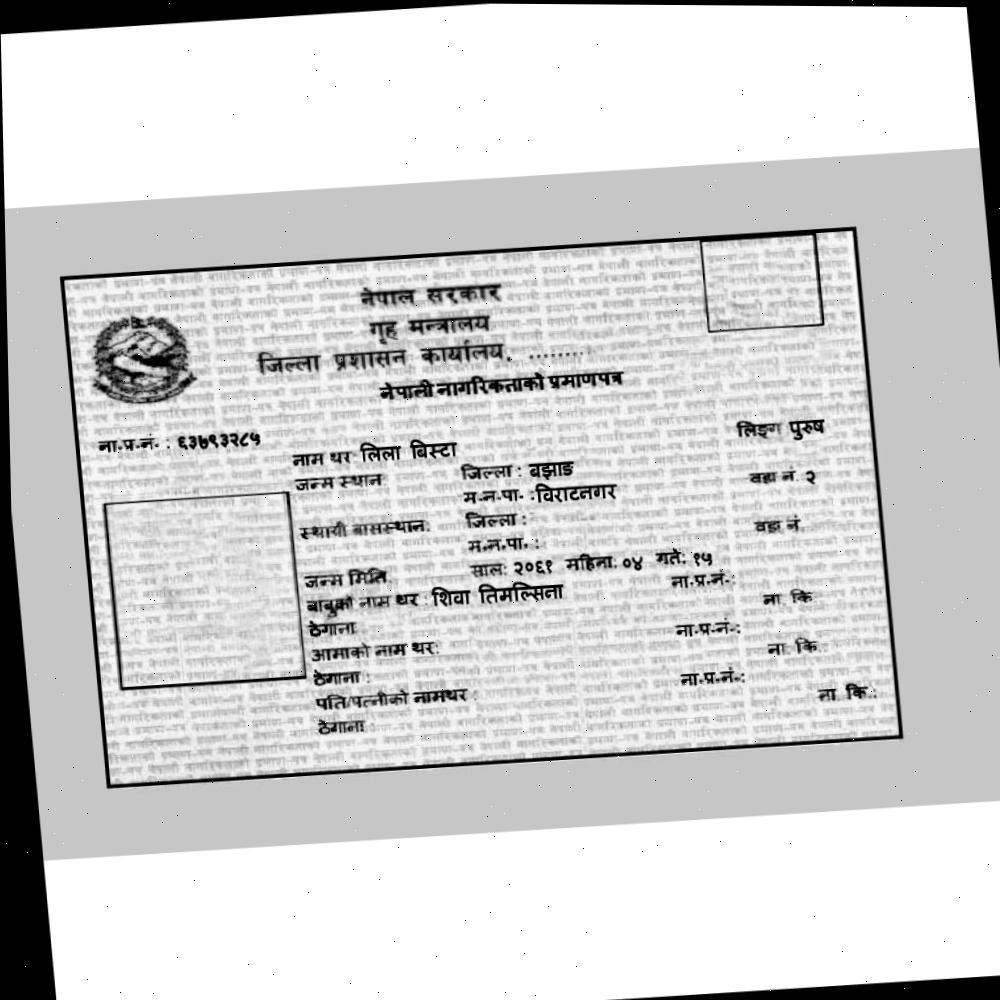 नेपाल सरकार
गृह मन्त्रालय
जिल्ला प्रशासन कार्यालय, .........
नेपाली नागरिकताको प्रमाणपत्र
ना.प्र.नं. : ६३७९३२८५
लिङ्ग पुरुष
नाम थर लिला बिस्टा
जन्म स्थान जिल्ला : बझाङ
म.न.पा. :विराटनगर वडा नं. २
स्थायी बासस्थान: जिल्ला :
म.न.पा. : वडा नं.
जन्म मिति साल: २०६१ महिना: ०४ गते: १५
बाबुको नाम थर : शिवा तिमल्सिना ना.प्र.नं.:
ठेगाना : ना. कि
आमाको नाम थर: ना.प्र.नं.:
ठेगाना : ना. कि
पति/पत्नीको नामथर : ना.प्र.नं.:
ठेगाना ना. कि.: